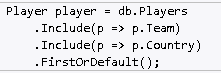 Player player = db.Players
.Include(p => p.Team)
.Include(p => p.Country)
.FirstOrDefault();